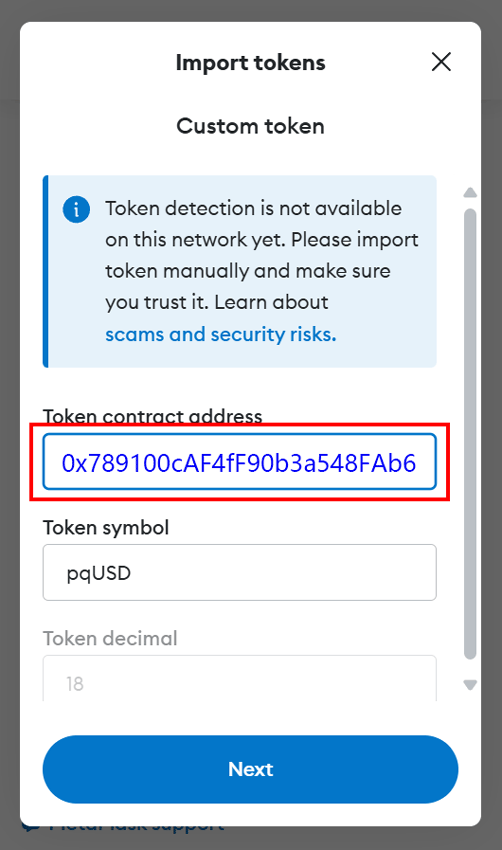 Import tokens
Custom token
Token detection is not available
on this network yet. Please import
token manually and make sure
you trust it. Learn about
scams and security risks.
Token contract address
0x789100cAF4fF90b3a548FAb6
Token symbol
pqUSD
Token decimal
18
Next
MetaMask support